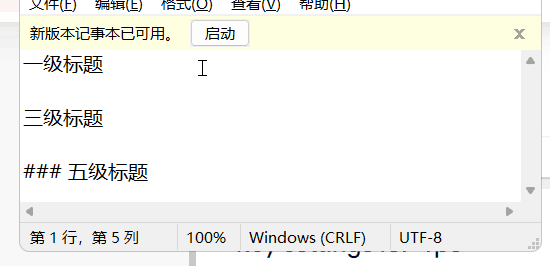 文件(F) 编辑(E) 格式(O) 查看(V) 帮助(H)
新版本记事本已可用。 启动
一级标题
三级标题
### 五级标题
第 1 行，第 5 列 100% Windows (CRLF) UTF-8